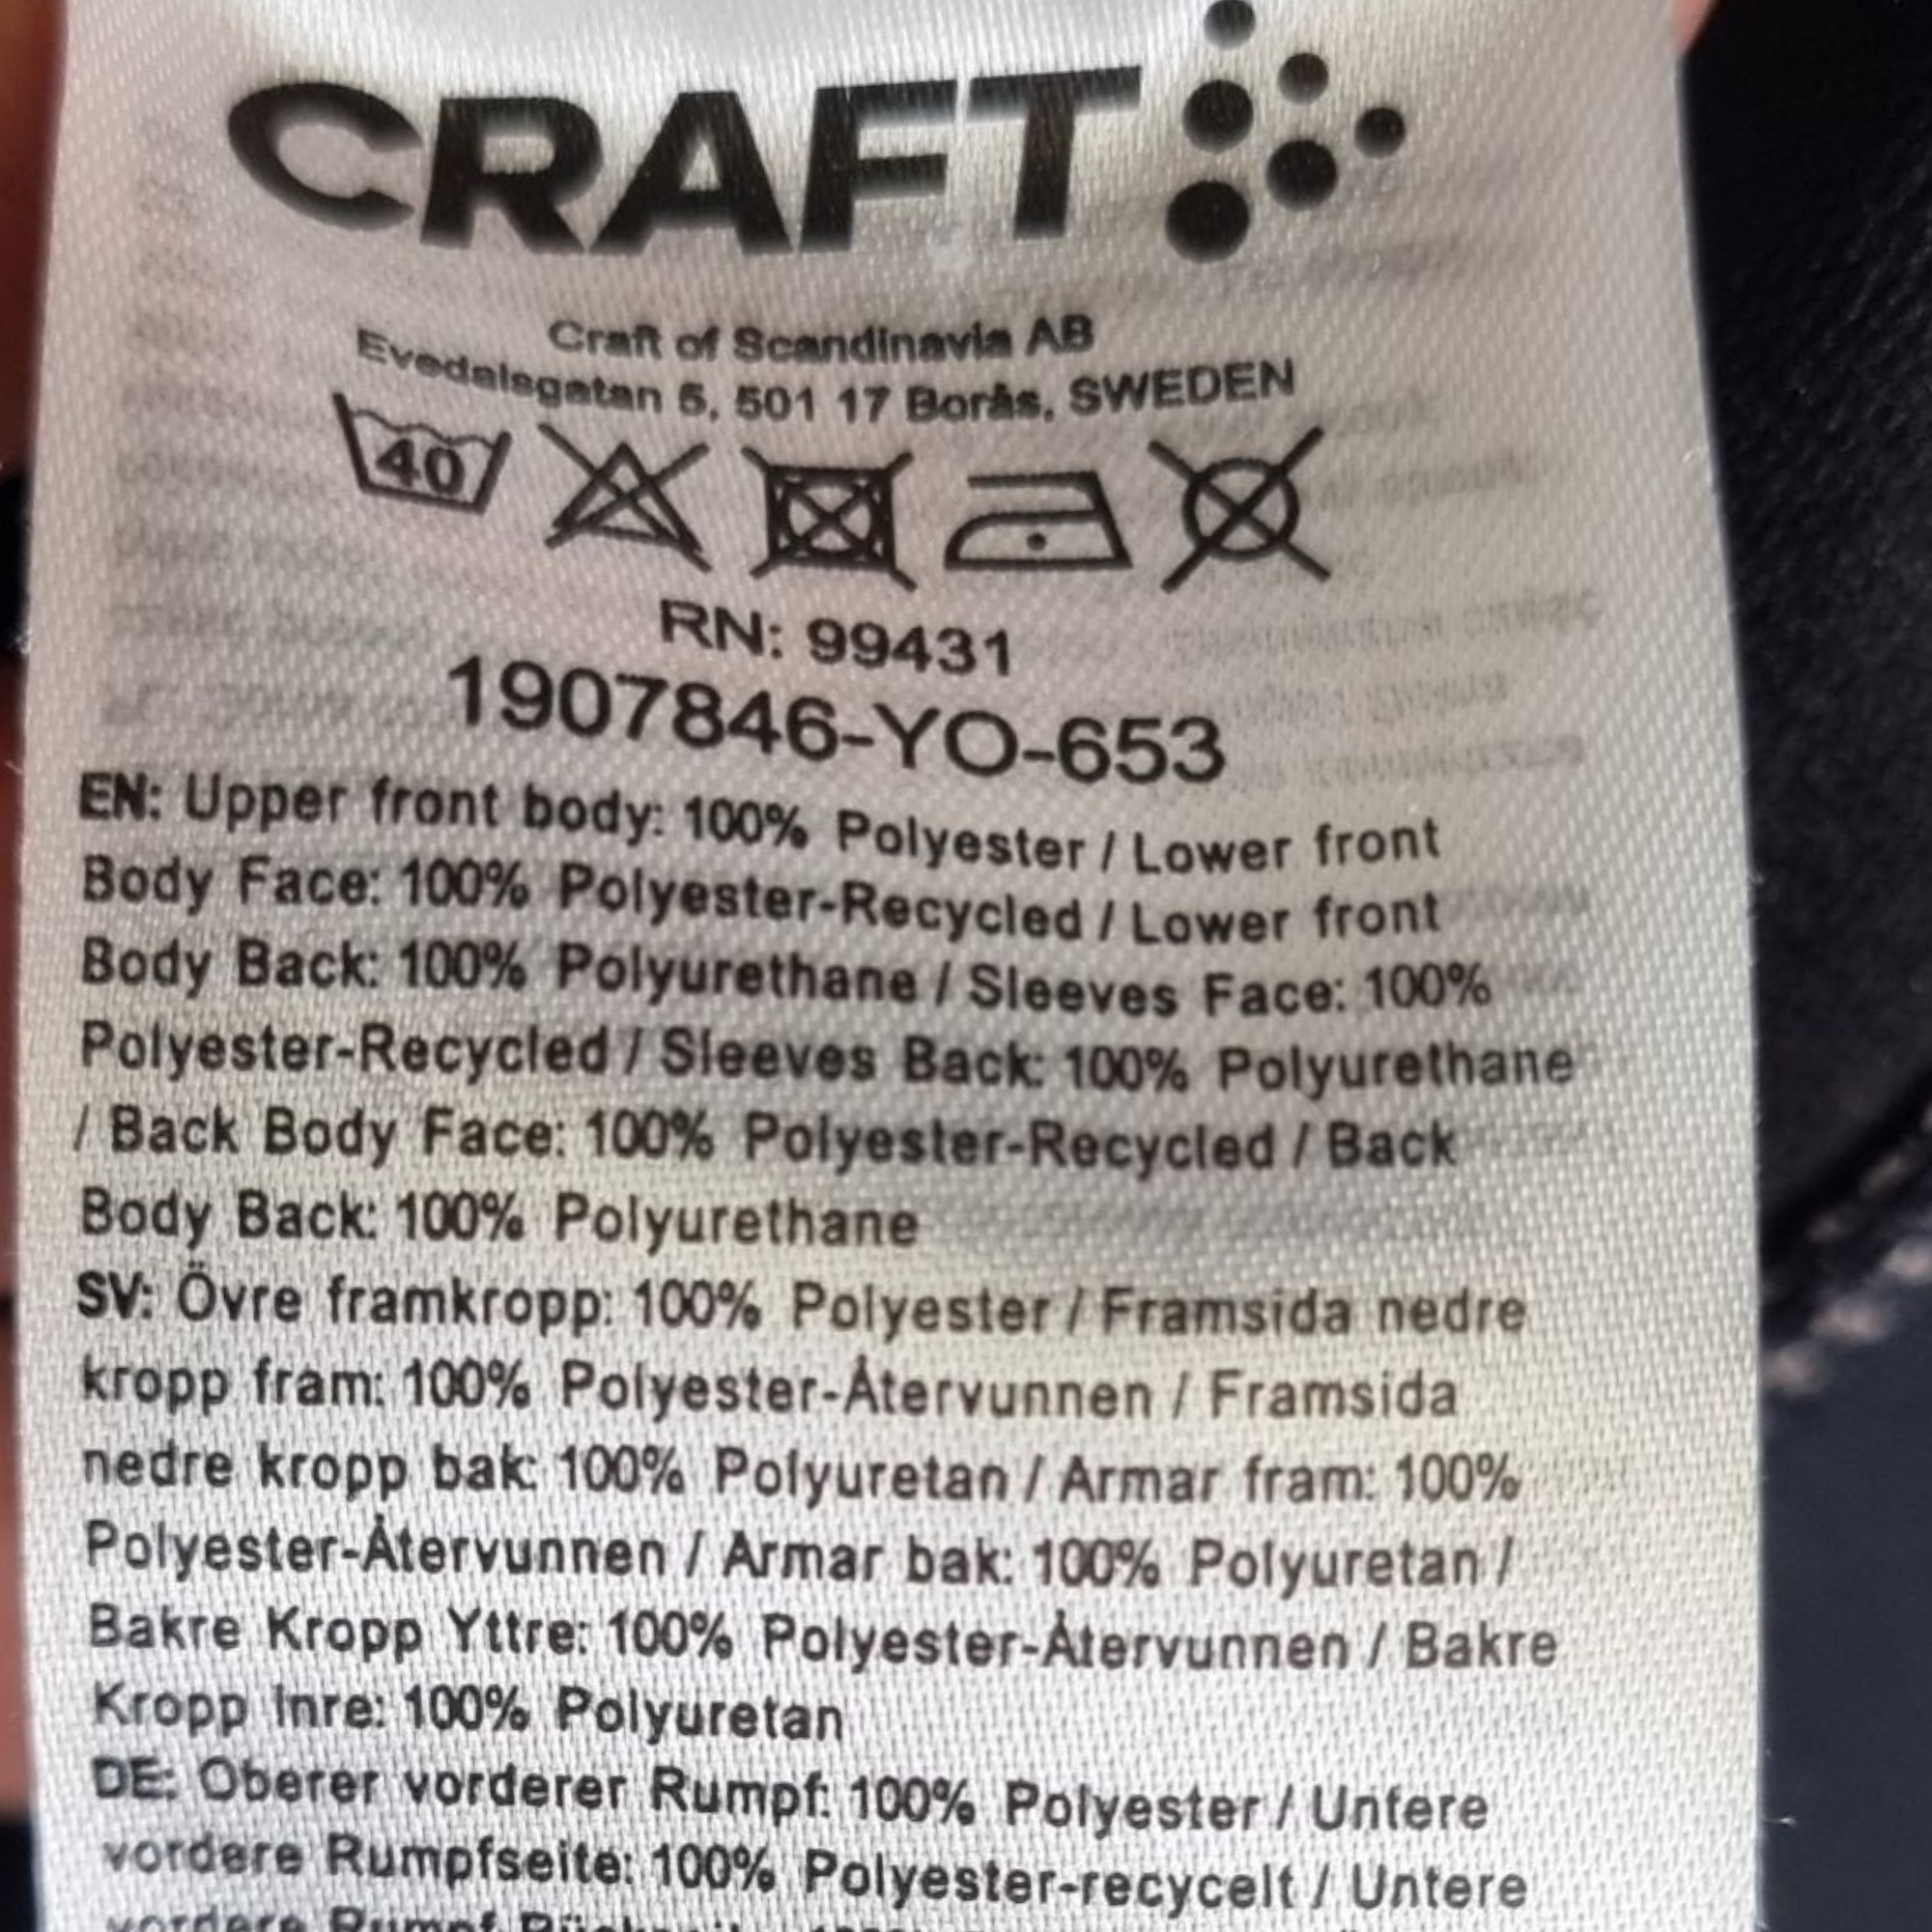 CRAFT
Craft of Scandinavia AB
Evedalsgatan 5, 501 17 Borås, SWEDEN
40
RN: 99431
1907846-YO-653
EN: Upper front body: 100% Polyester / Lower front
Body Face: 100% Polyester-Recycled / Lower front
Body Back: 100% Polyurethane / Sleeves Face: 100%
Polyester-Recycled / Sleeves Back: 100% Polyurethane
/ Back Body Face: 100% Polyester-Recycled / Back
Body Back: 100% Polyurethane
SV: Övre framkropp: 100% Polyester / Framsida nedre
kropp fram: 100% Polyester-Återvunnen / Framsida
nedre kropp bak: 100% Polyuretan / Armar fram: 100%
Polyester-Återvunnen / Armar bak: 100% Polyuretan /
Bakre Kropp Yttre: 100% Polyester-Återvunnen / Bakre
Kropp Inre: 100% Polyuretan
DE: Oberer vorderer Rumpf: 100% Polyester / Untere
vordere Rumpfseite: 100% Polyester-recycelt / Untere
vordere Rumpf